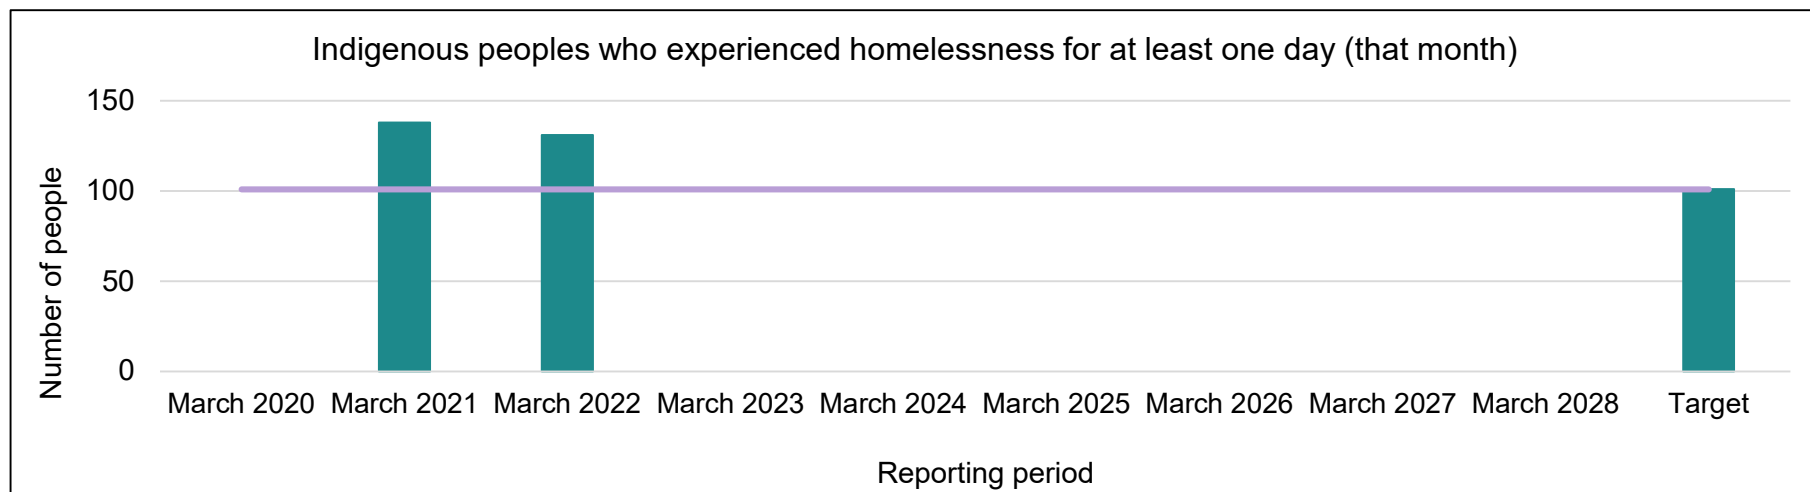 Indigenous peoples who experienced homelessness for at least one day (that month)
Number of people
150
100
50
0
March 2020 March 2021 March 2022 March 2023 March 2024 March 2025 March 2026 March 2027 March 2028 Target
Reporting period